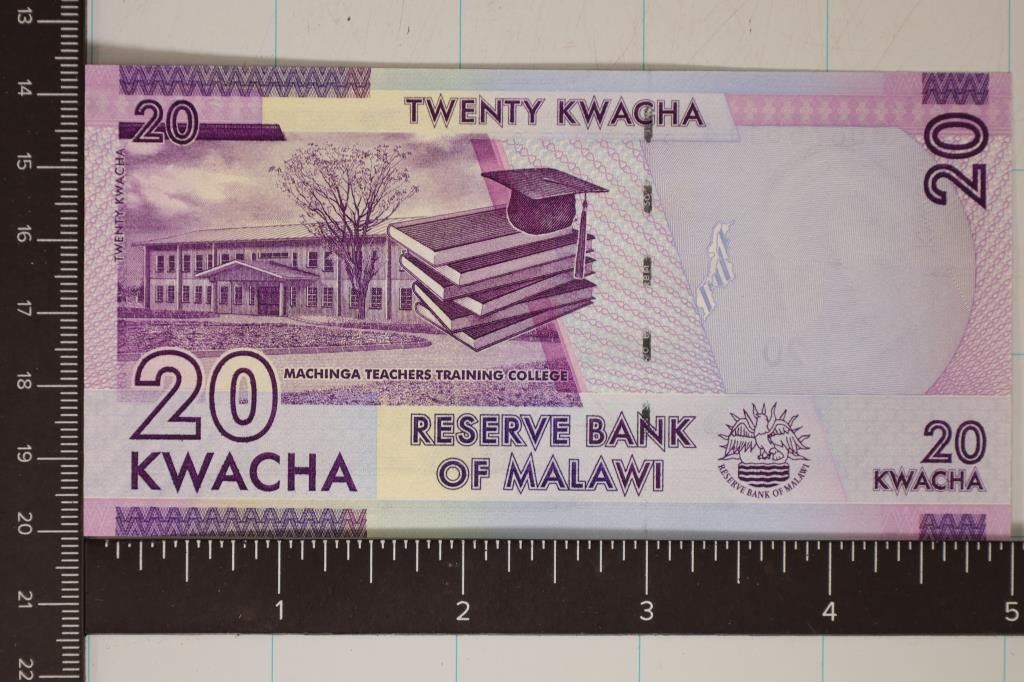 20
TWENTY KWACHA
20
TWENTY KWACHA
MACHINGA TEACHERS TRAINING COLLEGE
20
KWACHA
RESERVE BANK
OF MALAWI
RESERVE BANK OF MALAWI
20
KWACHA
13
14
15
16
17
18
19
20
21
22
1
2
3
4
5